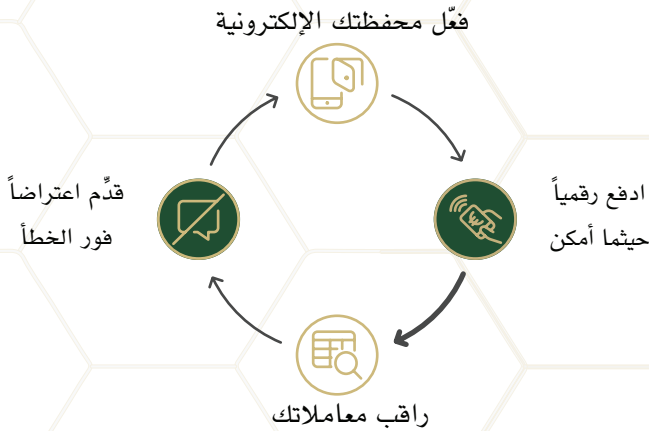 فعّل محفظتك الإلكترونية
ادفع رقمياً
حيثما أمكن
راقب معاملاتك
قدِّم اعتراضاً
فور الخطأ